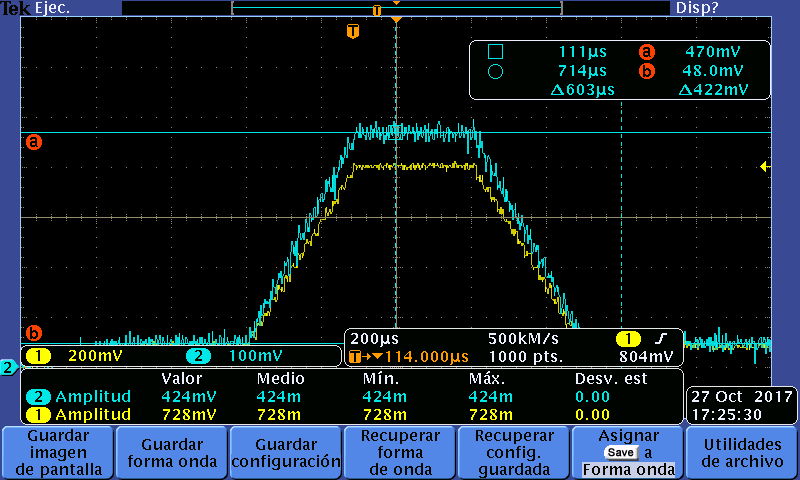 Tek Ejec. T Disp?
T
111µs a 470mV
714µs b 48.0mV
Δ603µs Δ422mV
a
b
1 200mV 2 100mV
200µs 500kM/s 1
T→▼114.000µs 1000 pts. 804mV
2
Valor Medio Mín. Máx. Desv. est
2 Amplitud 424mV 424m 424m 424m 0.00
1 Amplitud 728mV 728m 728m 728m 0.00
27 Oct 2017
17:25:30
Guardar imagen de pantalla
Guardar forma onda
Guardar configuración
Recuperar forma de onda
Recuperar config. guardada
Asignar Save a Forma onda
Utilidades de archivo